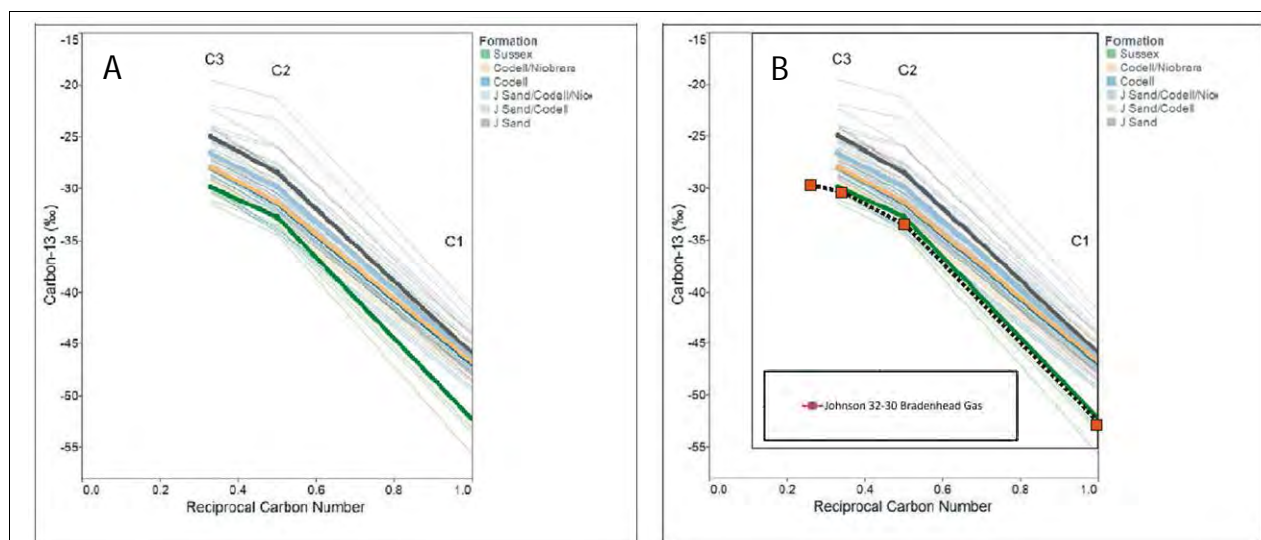 A
-15
-20
-25
-30
-35
-40
-45
-50
-55
Carbon-13 (‰)
C3
C2
C1
0.0 0.2 0.4 0.6 0.8 1.0
Reciprocal Carbon Number
Formation
Sussex
Codell/Niobrara
Codell
J Sand/Codell/Nio
J Sand/Codell
J Sand
B
-15
-20
-25
-30
-35
-40
-45
-50
-55
Carbon-13 (‰)
C3
C2
C1
Johnson 32-30 Bradenhead Gas
0.0 0.2 0.4 0.6 0.8 1.0
Reciprocal Carbon Number
Formation
Sussex
Codell/Niobrara
Codell
J Sand/Codell/Nio
J Sand/Codell
J Sand